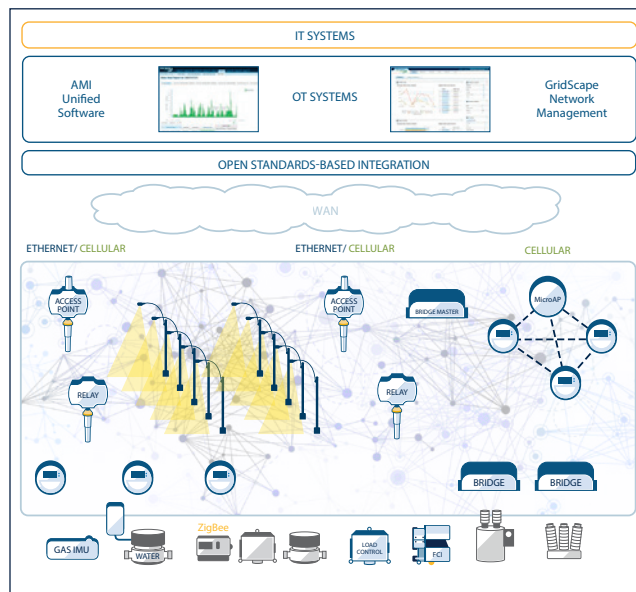 IT SYSTEMS
AMI
Unified
Software
OT SYSTEMS
GridScape
Network
Management
OPEN STANDARDS-BASED INTEGRATION
WAN
ETHERNET/ CELLULAR
ETHERNET/ CELLULAR
CELLULAR
ACCESS
POINT
ACCESS
POINT
BRIDGE MASTER
MicroAP
RELAY
RELAY
BRIDGE
BRIDGE
GAS IMU
WATER
ZigBee
LOAD
CONTROL
FCI